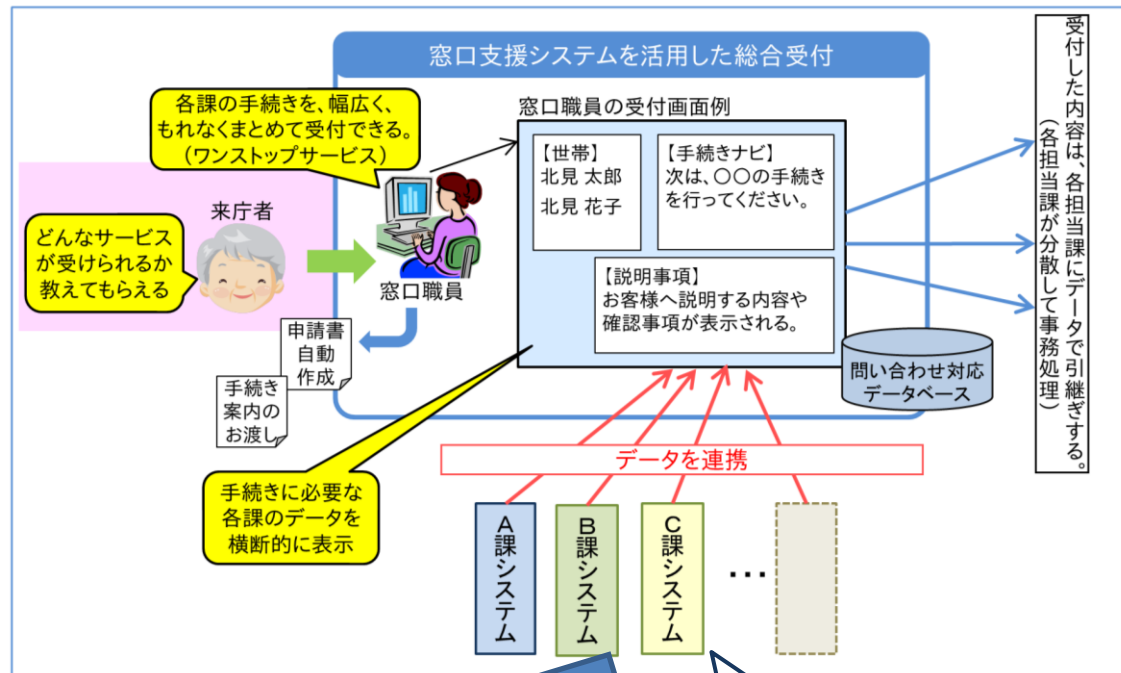 窓口支援システムを活用した総合受付
各課の手続きを、幅広く、
もれなくまとめて受付できる。
(ワンストップサービス)
窓口職員の受付画面例
【世帯】
北見 太郎
北見 花子
【手続きナビ】
次は、〇〇の手続き
を行ってください。
【説明事項】
お客様へ説明する内容や
確認事項が表示される。
来庁者
どんなサービス
が受けられるか
教えてもらえる
窓口職員
申請書
自動
作成
手続き
案内の
お渡し
手続きに必要な
各課のデータを
横断的に表示
問い合わせ対応
データベース
受付した内容は、各担当課にデータで引継ぎする。
(各担当課が分散して事務処理)
データを連携
A課システム
B課システム
C課システム
…